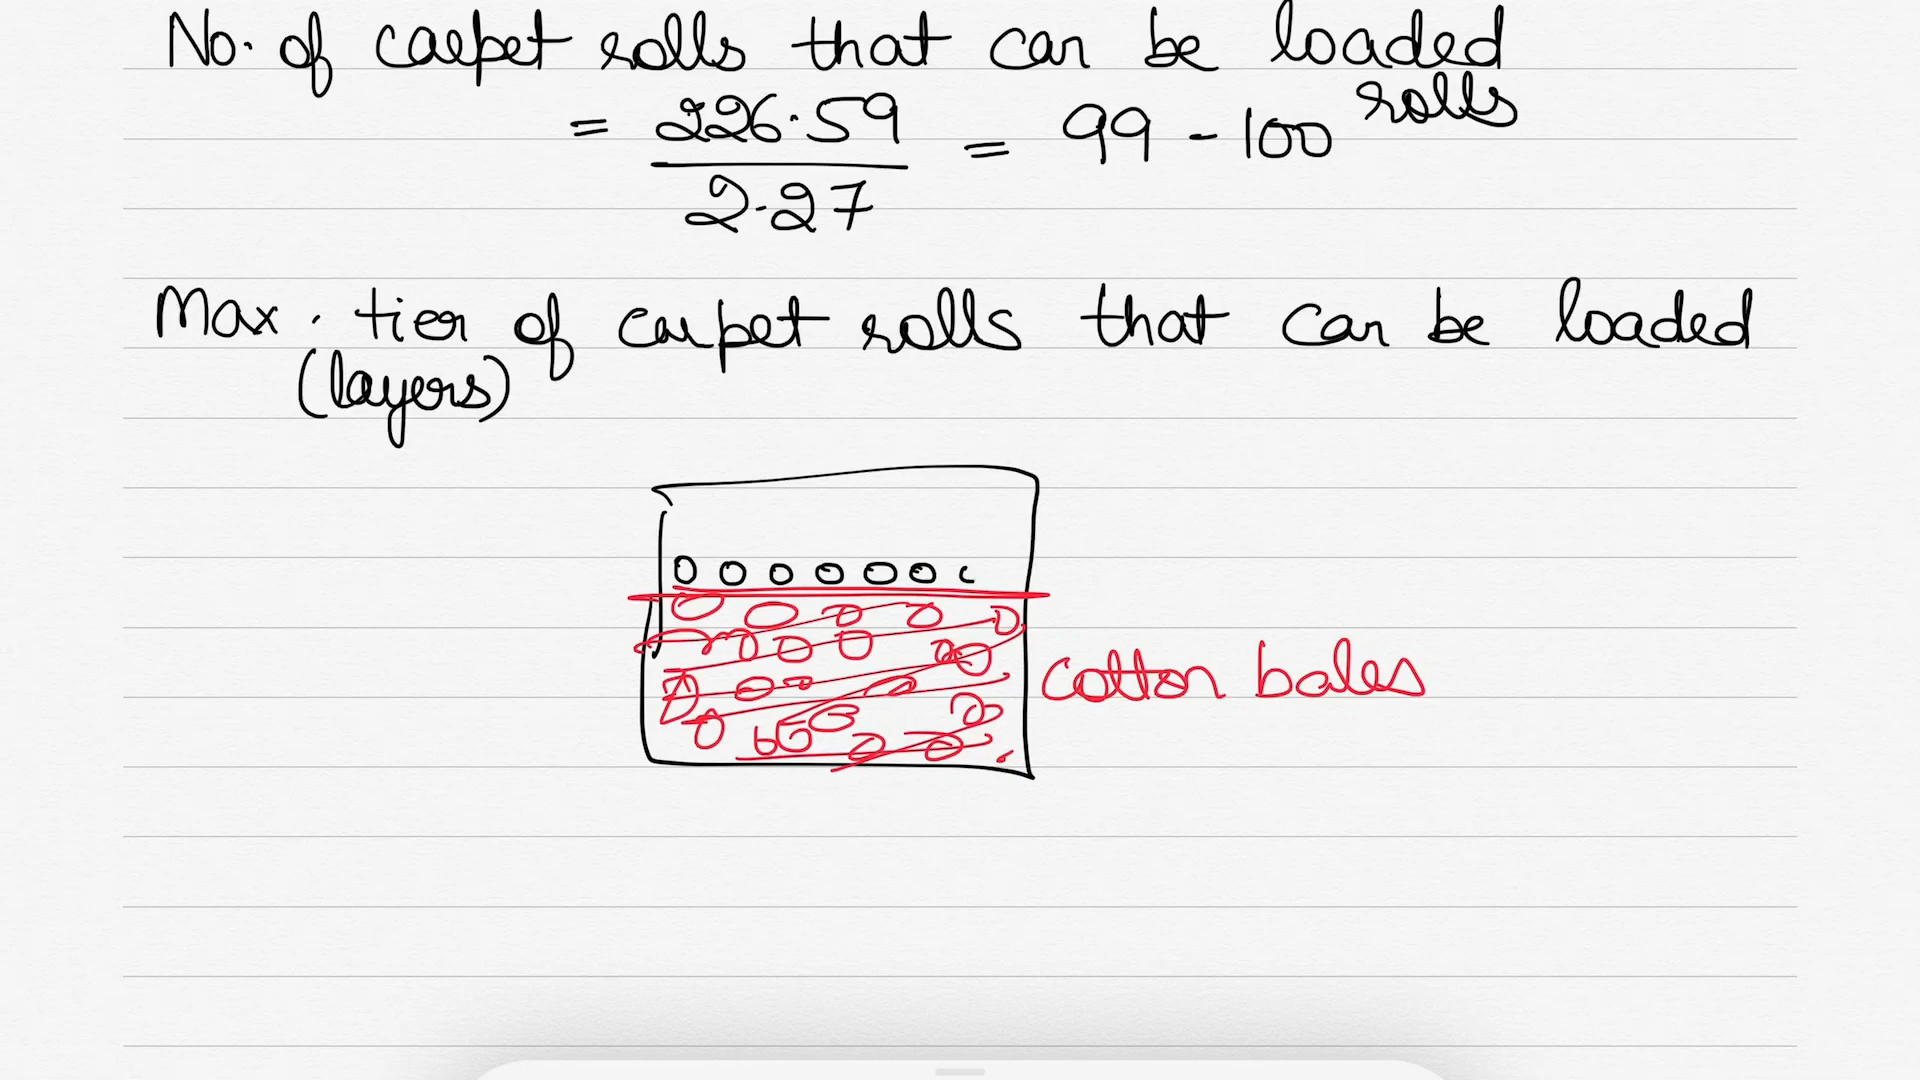 No. of carpet rolls that can be loaded
= 226.59 / 2.27 = 99 - 100 rolls
Max. tier of carpet rolls that can be loaded
(layers)
cotton bales